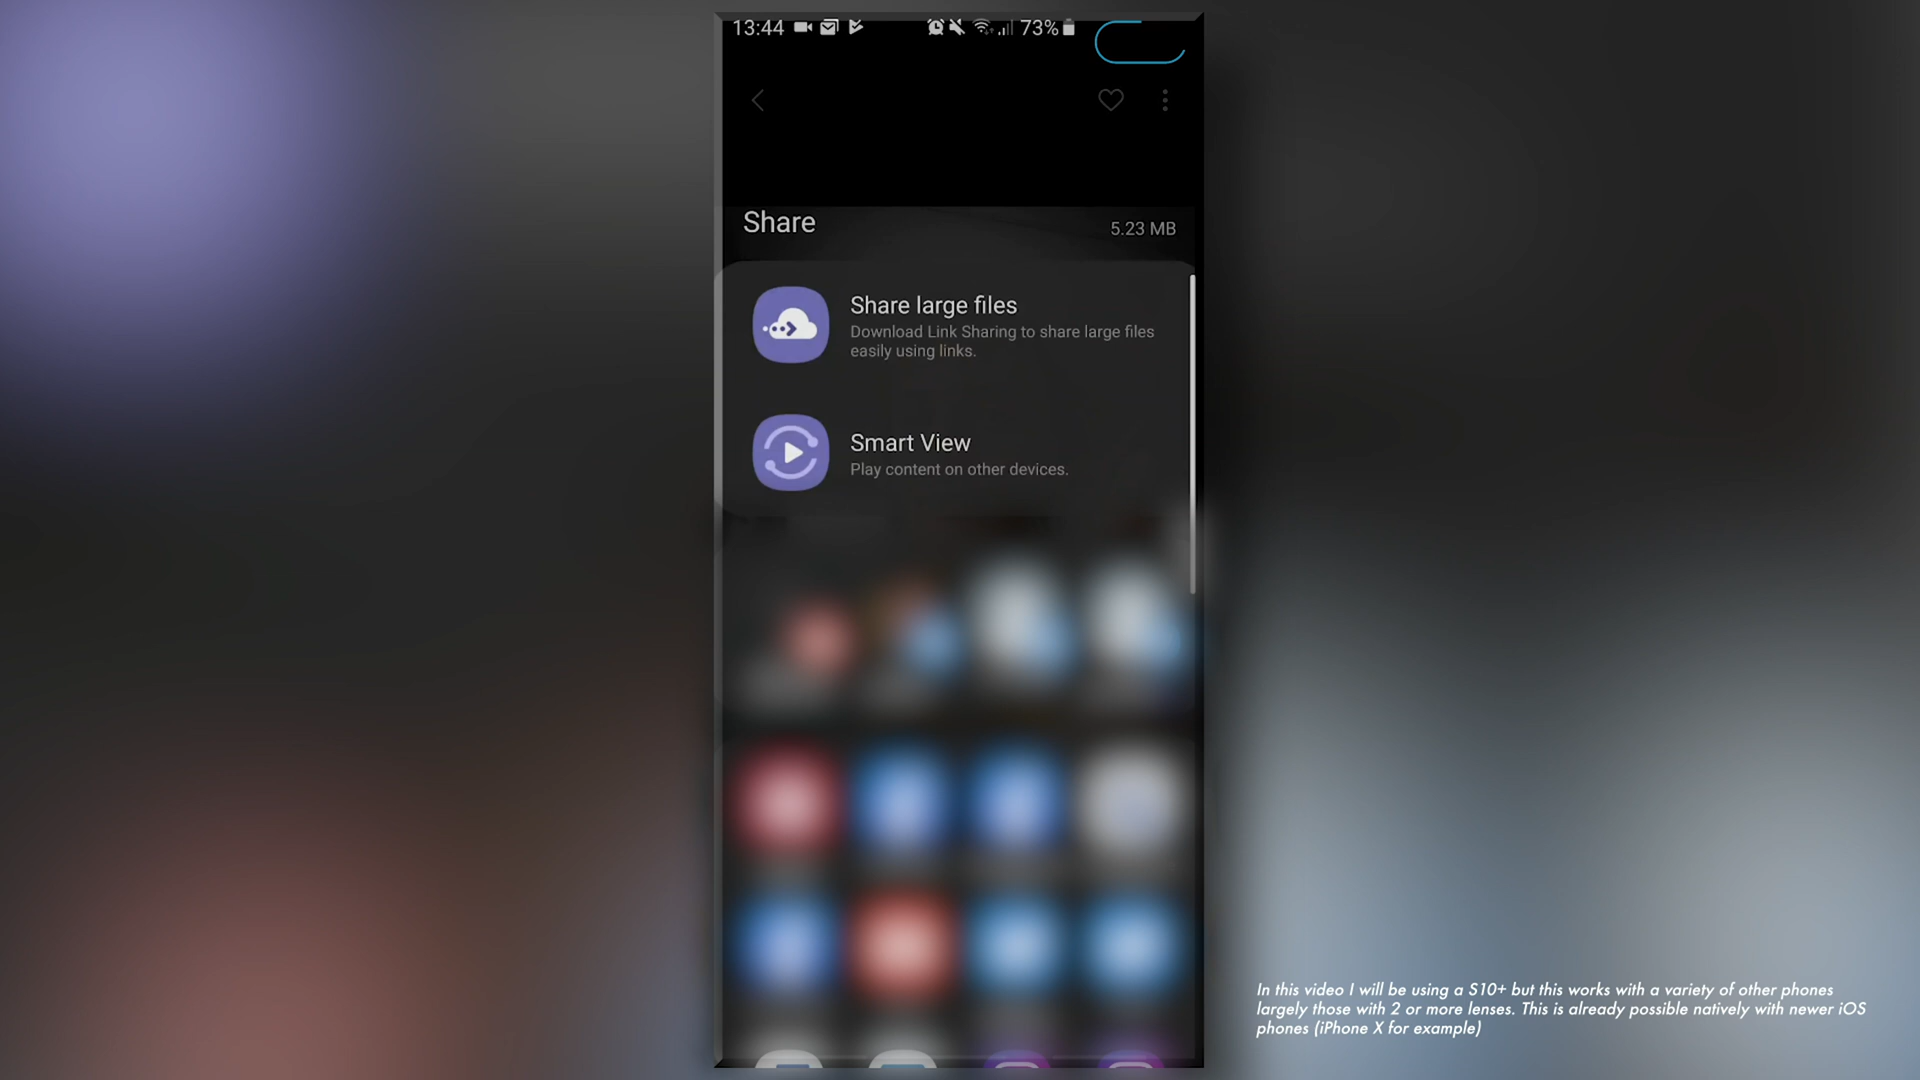 13:44
73%
Share
5.23 MB
Share large files
Download Link Sharing to share large files
easily using links.
Smart View
Play content on other devices.
In this video I will be using a S10+ but this works with a variety of other phones
largely those with 2 or more lenses. This is already possible natively with newer iOS
phones (iPhone X for example)